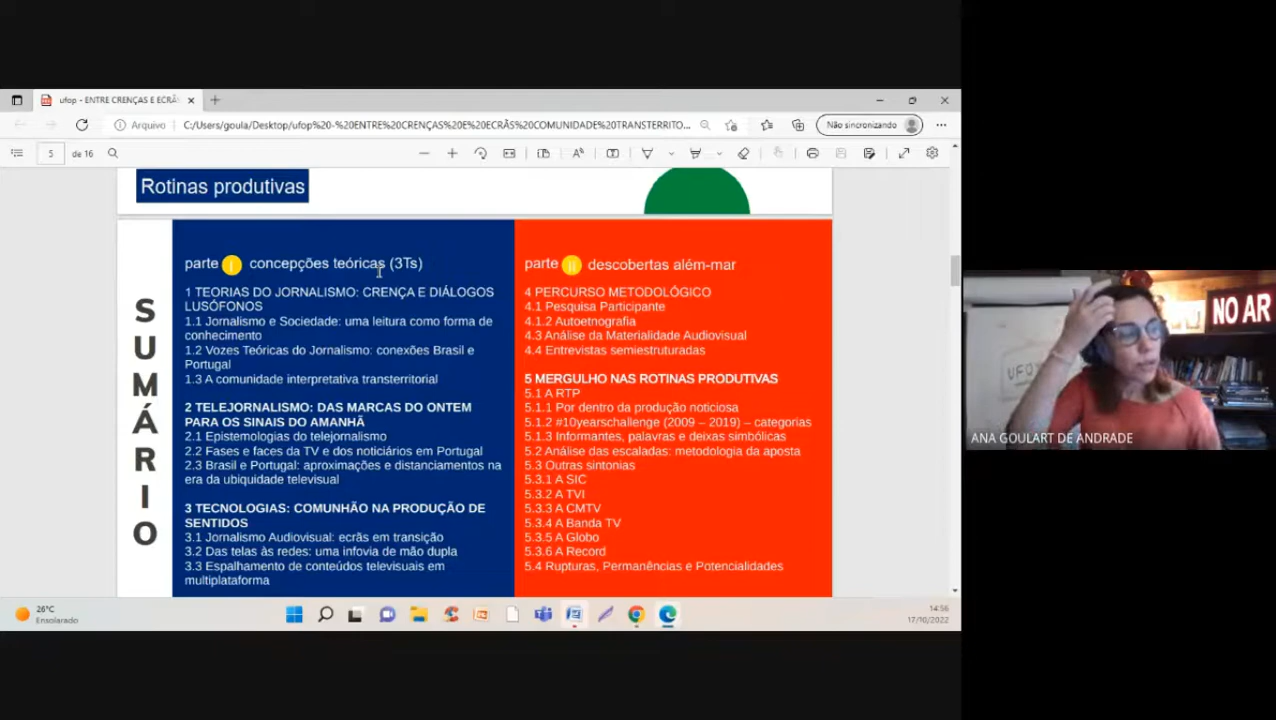 ufop - ENTRE CRENÇAS E ECRÃS
Arquivo
C:/Users/goula/Desktop/ufop%20-%20ENTRE%20CRENÇAS%20E%20ECRÃS%20COMUNIDADE%20TRANSTERRITO...
Não sincronizando
5 de 16
Rotinas produtivas
SUMÁRIO
parte I concepções teóricas (3Ts)
1 TEORIAS DO JORNALISMO: CRENÇA E DIÁLOGOS
LUSÓFONOS
1.1 Jornalismo e Sociedade: uma leitura como forma de
conhecimento
1.2 Vozes Teóricas do Jornalismo: conexões Brasil e
Portugal
1.3 A comunidade interpretativa transterritorial
2 TELEJORNALISMO: DAS MARCAS DO ONTEM
PARA OS SINAIS DO AMANHÃ
2.1 Epistemologias do telejornalismo
2.2 Fases e faces da TV e dos noticiários em Portugal
2.3 Brasil e Portugal: aproximações e distanciamentos na
era da ubiquidade televisual
3 TECNOLOGIAS: COMUNHÃO NA PRODUÇÃO DE
SENTIDOS
3.1 Jornalismo Audiovisual: ecrãs em transição
3.2 Das telas às redes: uma infovia de mão dupla
3.3 Espalhamento de conteúdos televisuais em
multiplataforma
parte II descobertas além-mar
4 PERCURSO METODOLÓGICO
4.1 Pesquisa Participante
4.1.2 Autoetnografia
4.3 Análise da Materialidade Audiovisual
4.4 Entrevistas semiestruturadas
5 MERGULHO NAS ROTINAS PRODUTIVAS
5.1 A RTP
5.1.1 Por dentro da produção noticiosa
5.1.2 #10yearschallenge (2009 – 2019) – categorias
5.1.3 Informantes, palavras e deixas simbólicas
5.2 Análise das escaladas: metodologia da aposta
5.3 Outras sintonias
5.3.1 A SIC
5.3.2 A TVI
5.3.3 A CMTV
5.3.4 A Banda TV
5.3.5 A Globo
5.3.6 A Record
5.4 Rupturas, Permanências e Potencialidades
26°C
Ensolarado
14:56
17/10/2022
NO AR
ANA GOULART DE ANDRADE